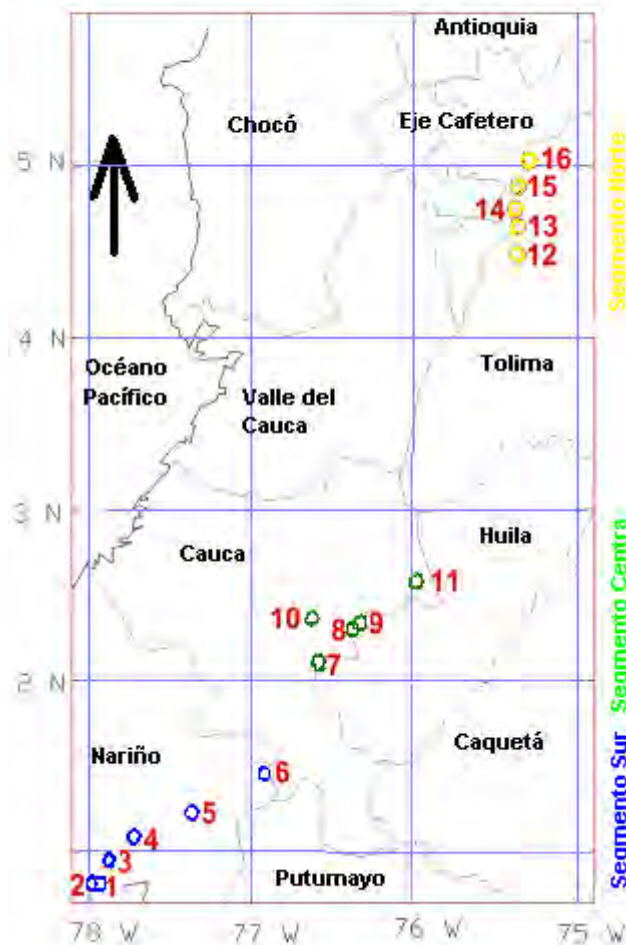 Antioquia
Chocó
Eje Cafetero
5 N
16
15
14
13
12
Segmento Norte
4 N
Océano
Pacífico
Tolima
Valle del
Cauca
3 N
Cauca
Huila
11
10
9
8
7
Segmento Centra
2 N
Nariño
Caquetá
6
5
4
3
2
1
Putumayo
Segmento Sur
78 W
77 W
76 W
75 W